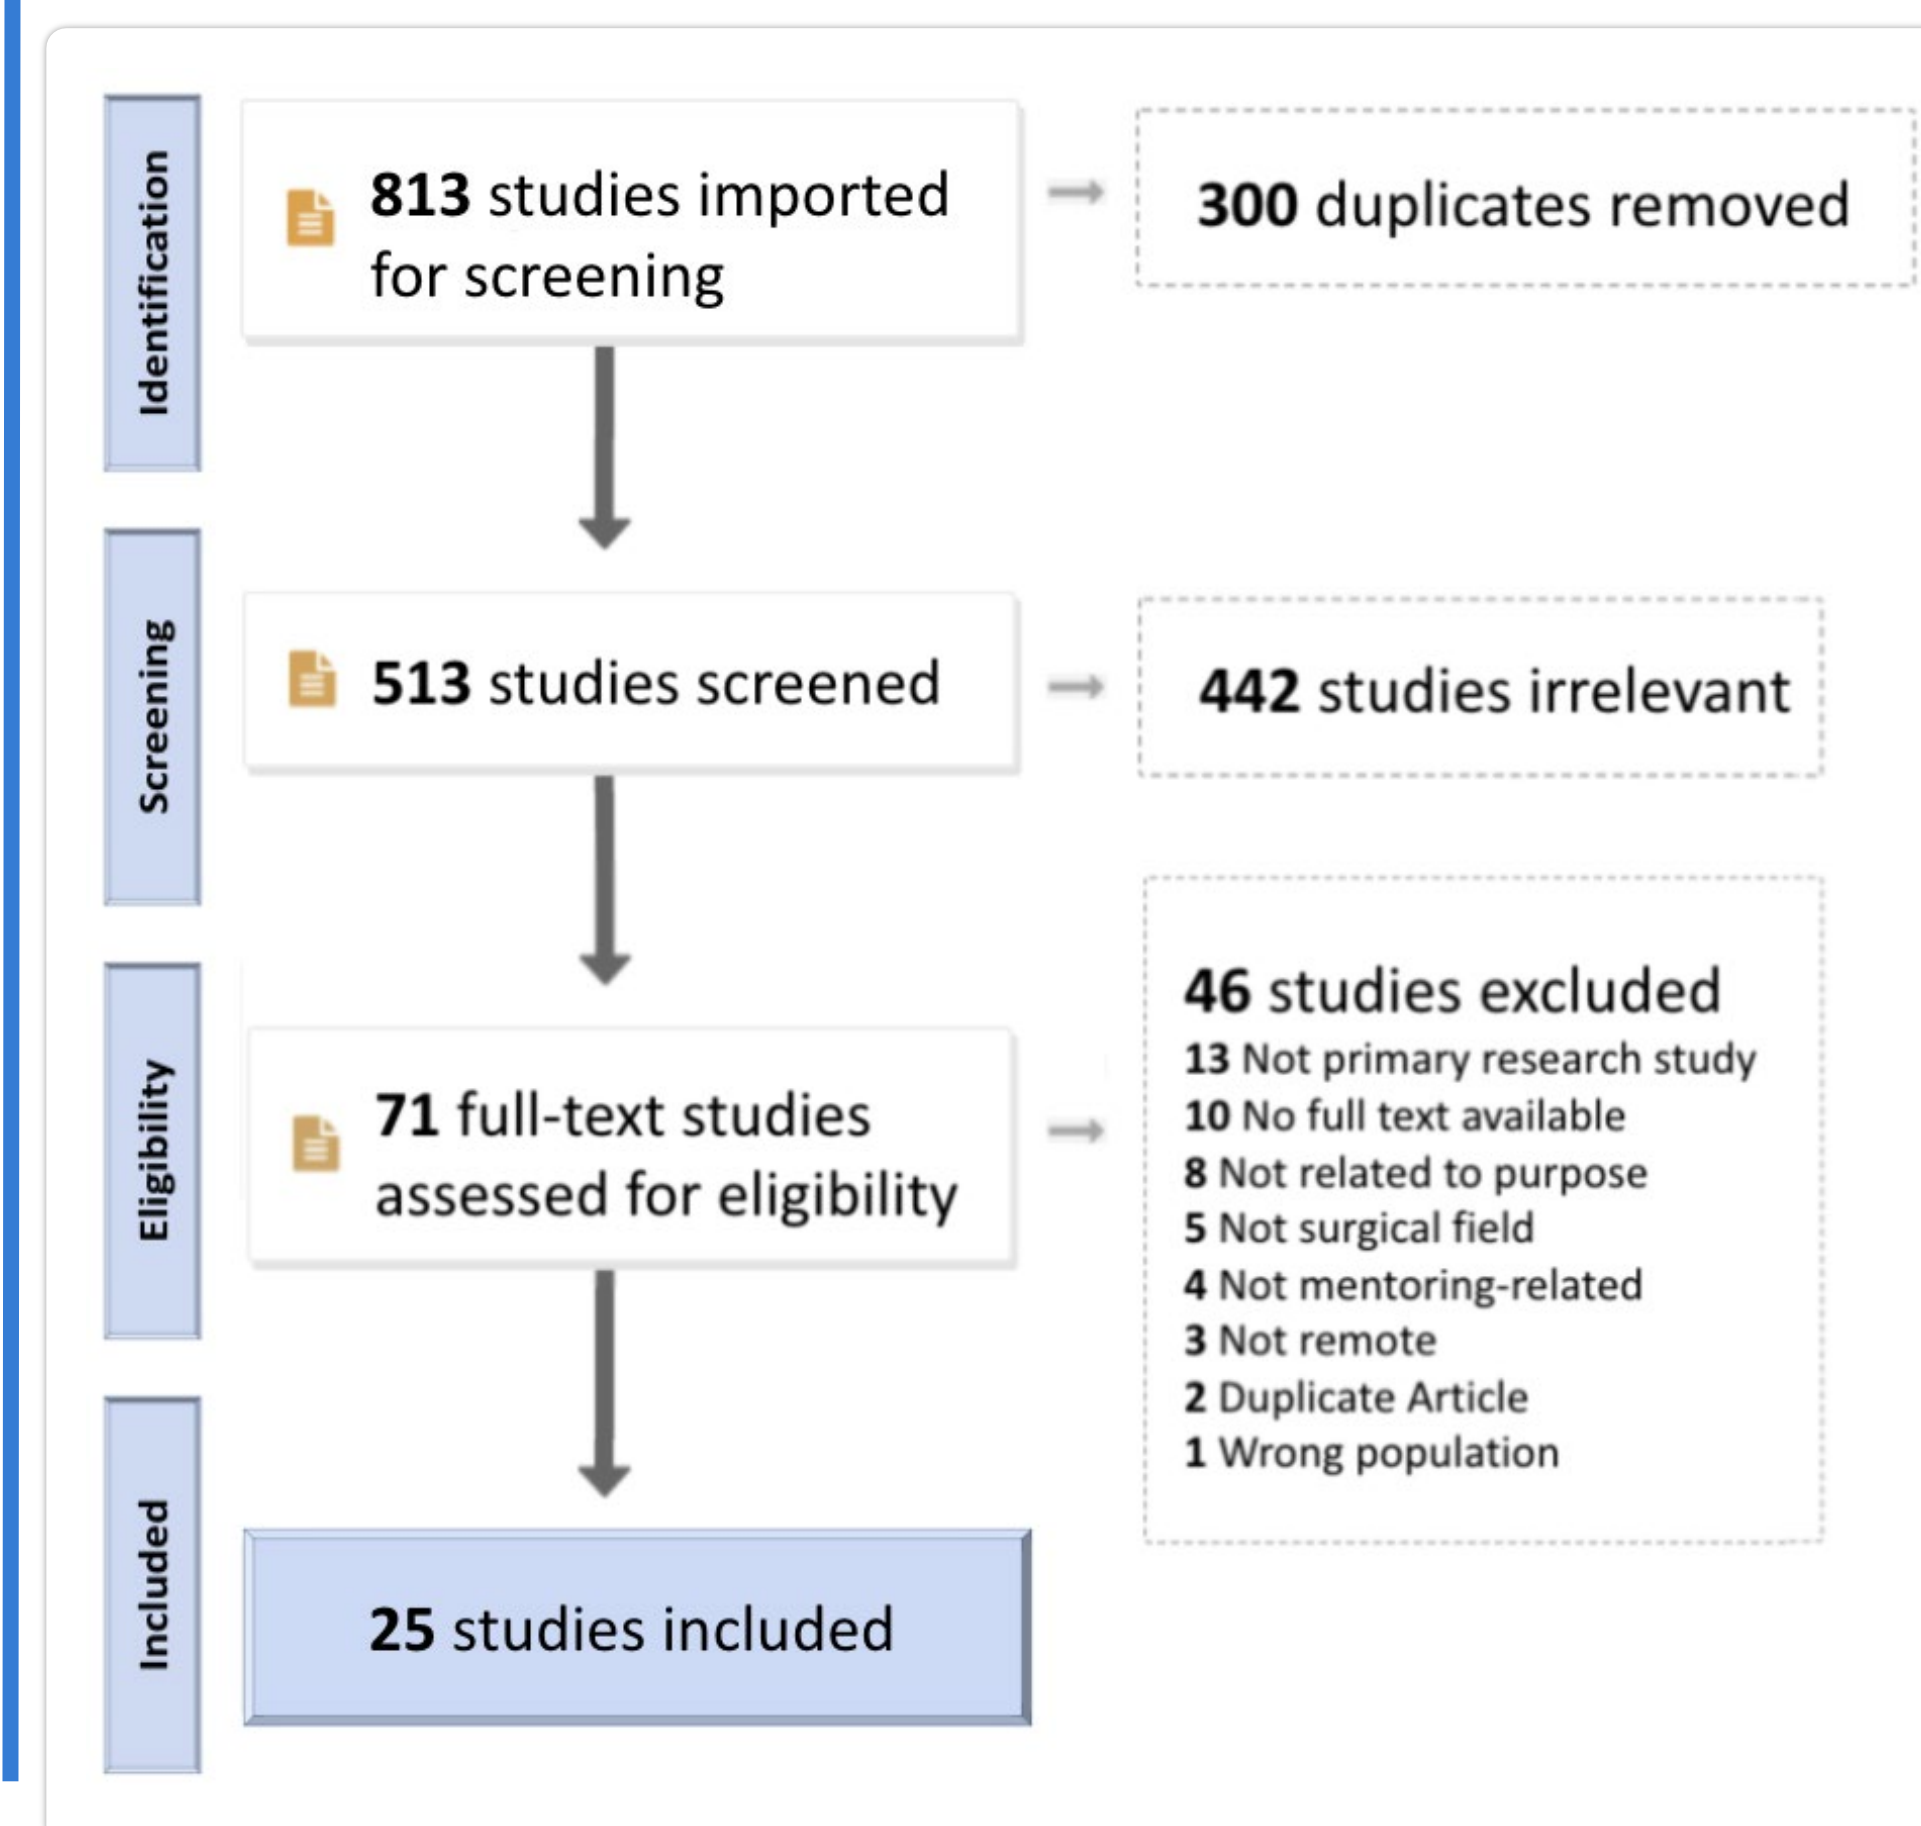 Identification
813 studies imported
for screening
300 duplicates removed
Screening
513 studies screened
442 studies irrelevant
Eligibility
71 full-text studies
assessed for eligibility
46 studies excluded
13 Not primary research study
10 No full text available
8 Not related to purpose
5 Not surgical field
4 Not mentoring-related
3 Not remote
2 Duplicate Article
1 Wrong population
Included
25 studies included